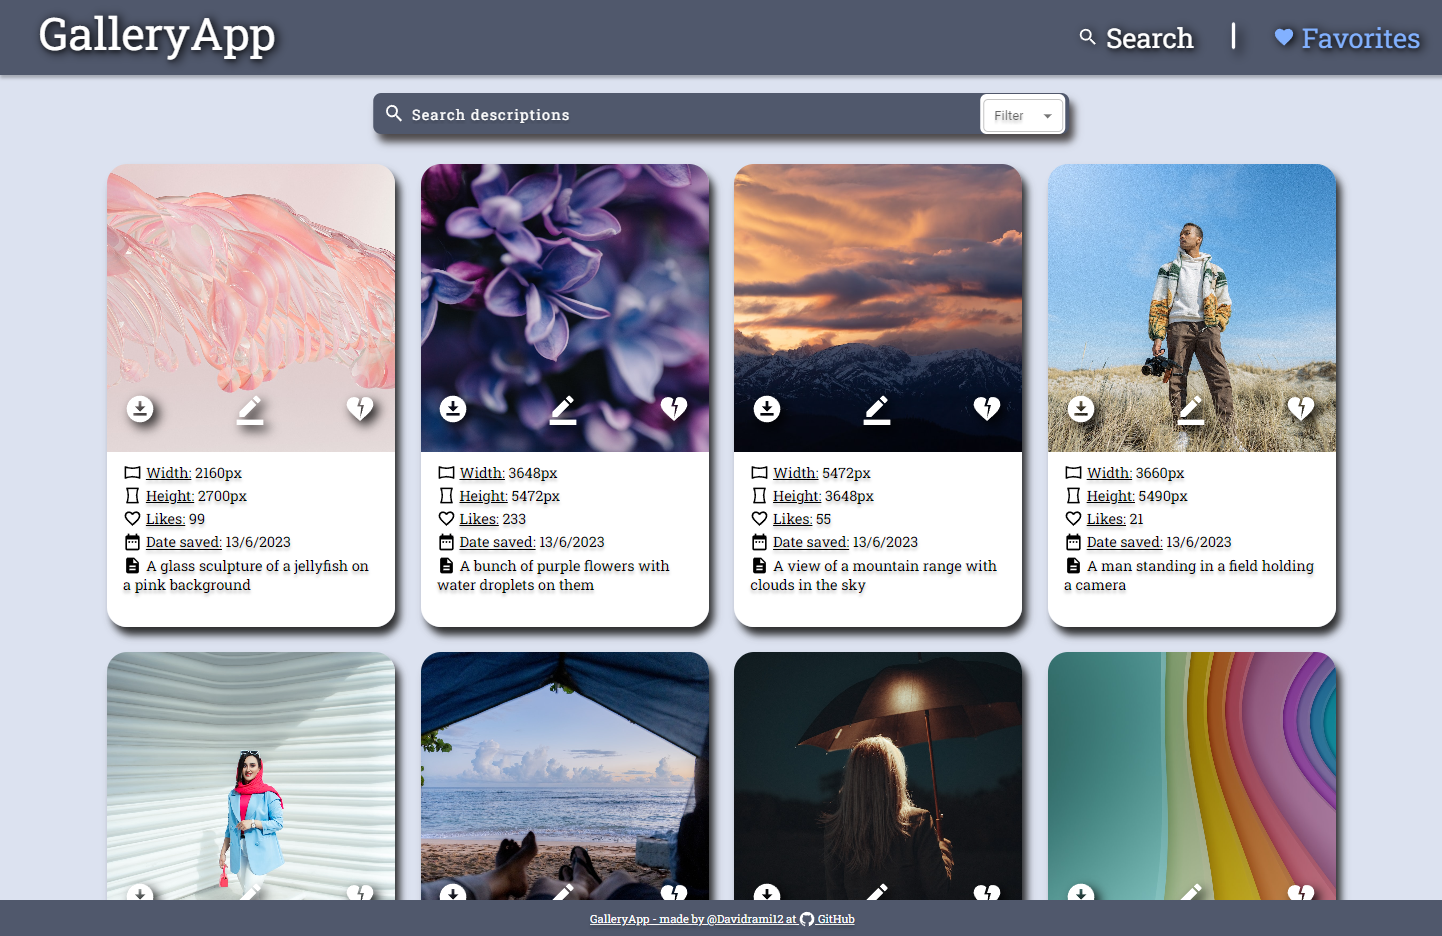 GalleryApp
Search
Favorites
Search descriptions
Filter
Width: 2160px
Height: 2700px
Likes: 99
Date saved: 13/6/2023
A glass sculpture of a jellyfish on
a pink background
Width: 3648px
Height: 5472px
Likes: 233
Date saved: 13/6/2023
A bunch of purple flowers with
water droplets on them
Width: 5472px
Height: 3648px
Likes: 55
Date saved: 13/6/2023
A view of a mountain range with
clouds in the sky
Width: 3660px
Height: 5490px
Likes: 21
Date saved: 13/6/2023
A man standing in a field holding
a camera
GalleryApp - made by @Davidrami12 at GitHub